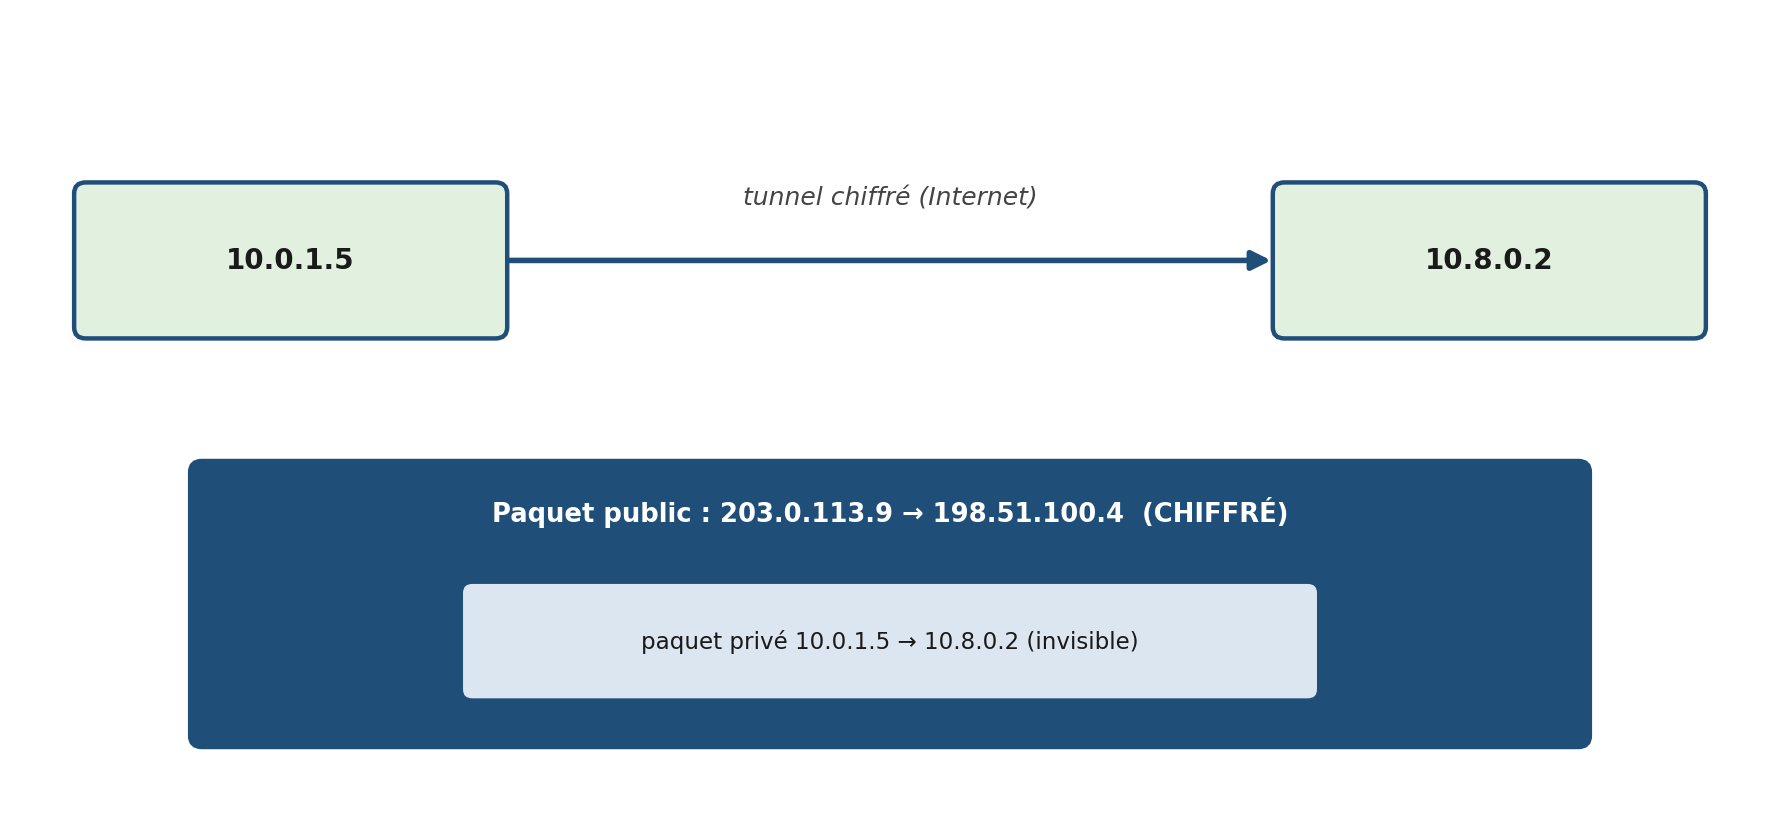 tunnel chiffré (Internet)
10.0.1.5
10.8.0.2
Paquet public : 203.0.113.9 → 198.51.100.4  (CHIFFRÉ)
paquet privé 10.0.1.5 → 10.8.0.2 (invisible)